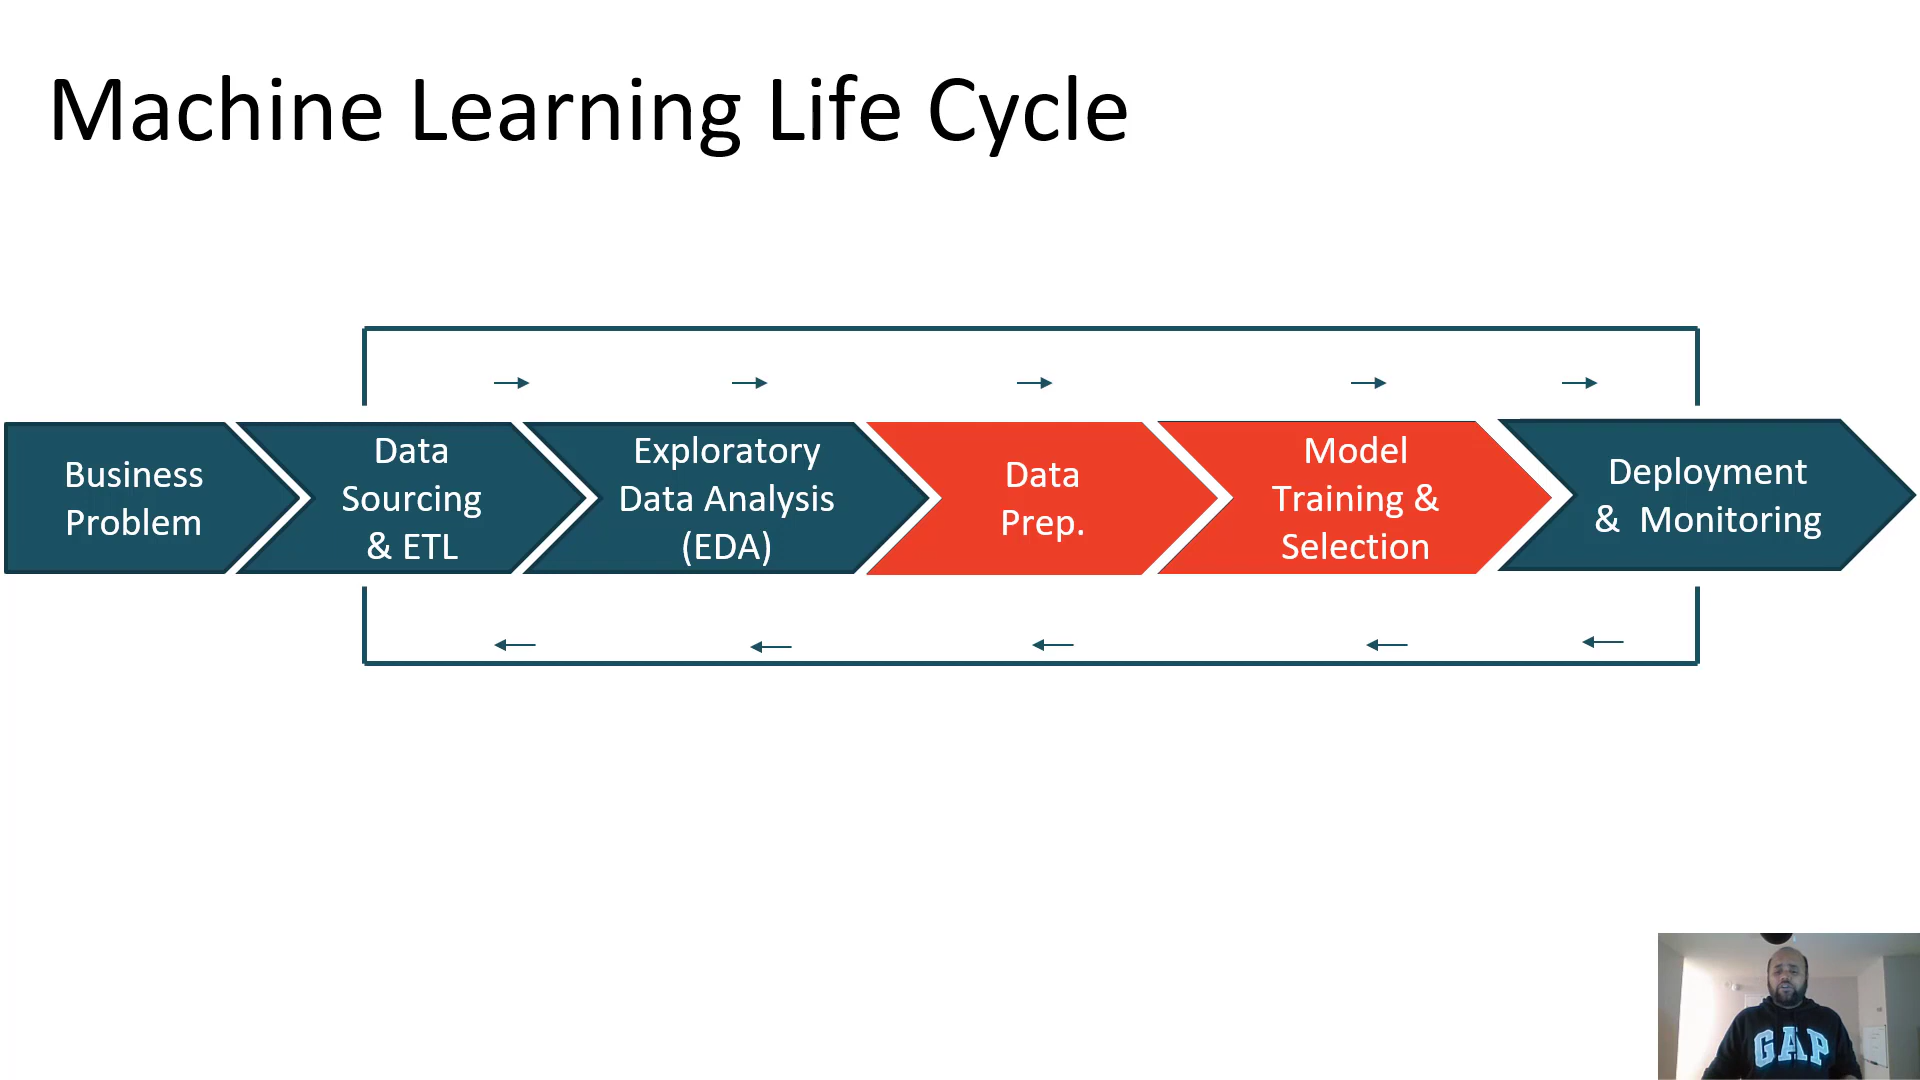 Machine Learning Life Cycle
Business
Problem
Data
Sourcing
& ETL
Exploratory
Data Analysis
(EDA)
Data
Prep.
Model
Training &
Selection
Deployment
& Monitoring
GAP